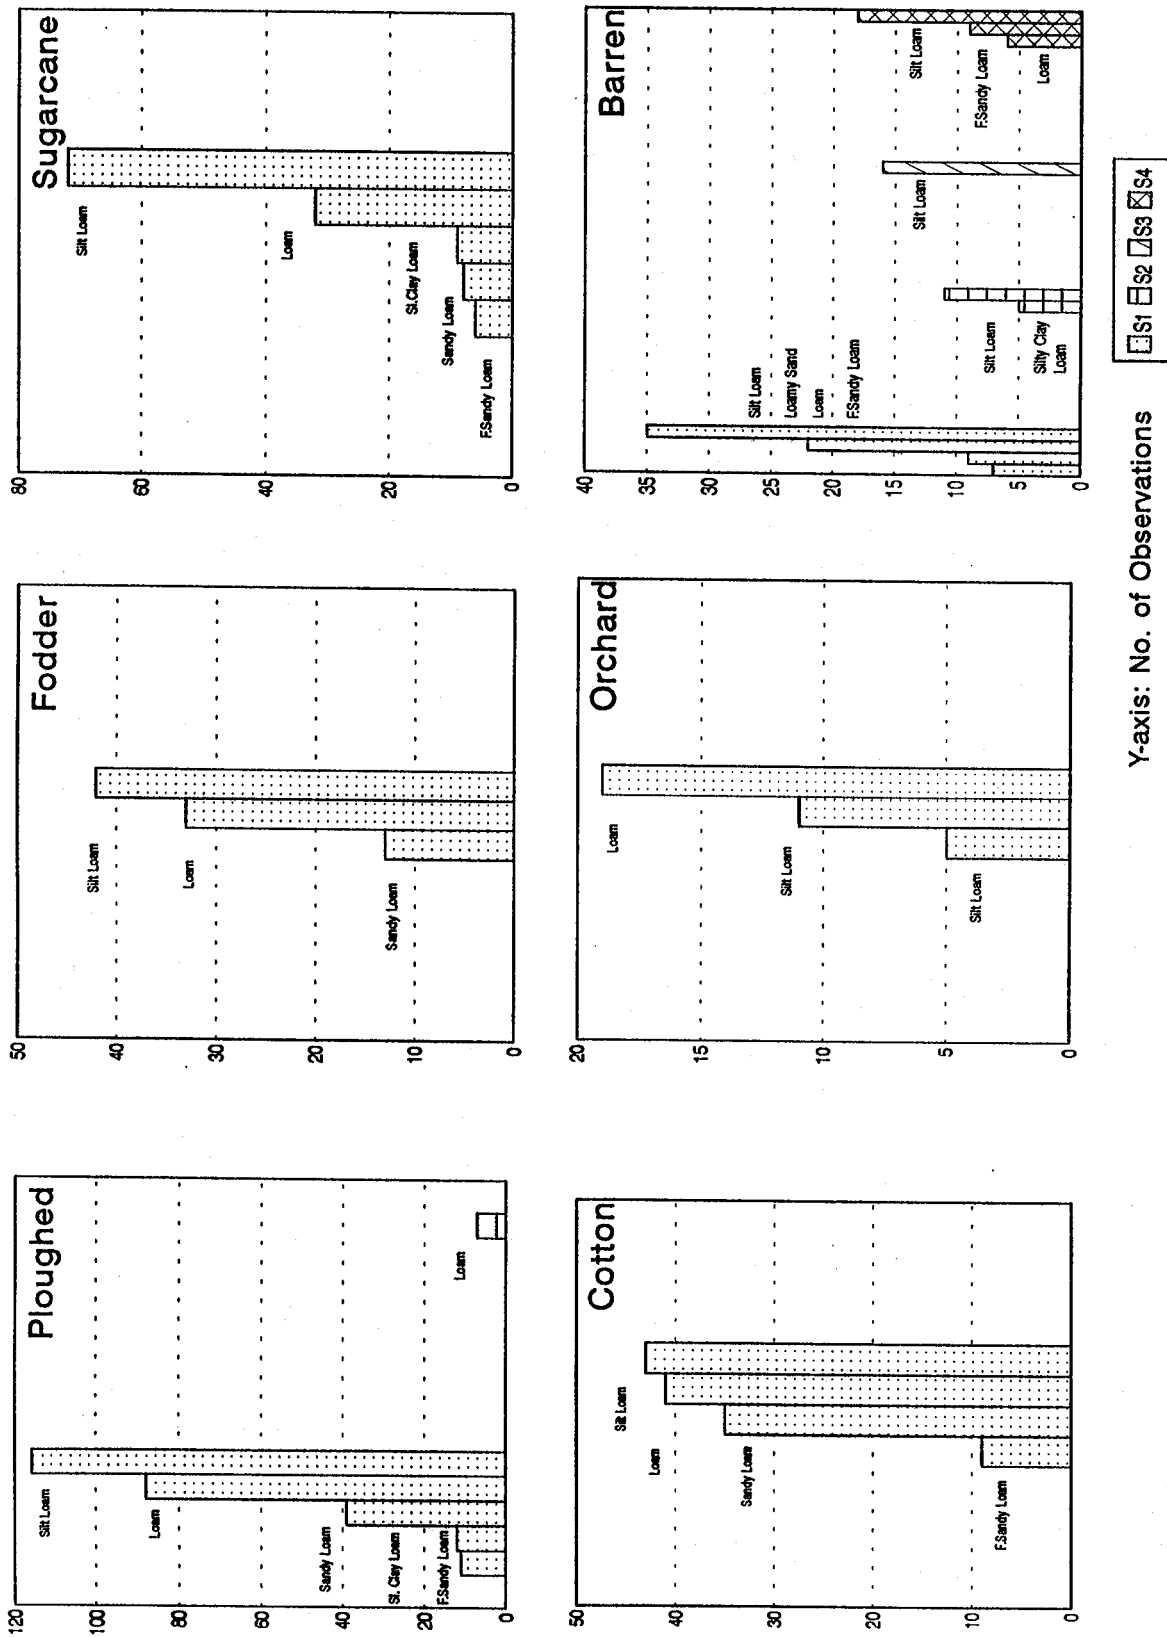 Ploughed
120
100
80
60
40
20
0
Silt Loam
Loam
Sandy Loam
Sl. Clay Loam
F.Sandy Loam
Loam
Fodder
50
40
30
20
10
0
Silt Loam
Loam
Sandy Loam
Sugarcane
80
60
40
20
0
Silt Loam
Loam
Sl.Clay Loam
Sandy Loam
F.Sandy Loam
Cotton
50
40
30
20
10
0
Silt Loam
Loam
Sandy Loam
F.Sandy Loam
Orchard
20
15
10
5
0
Loam
Silt Loam
Silt Loam
Barren
40
35
30
25
20
15
10
5
0
Silt Loam
Loamy Sand
Loam
F.Sandy Loam
Silt Loam
Silty Clay
Loam
Silt Loam
Silt Loam
F.Sandy Loam
Loam
Y-axis: No. of Observations
S1 S2 S3 S4